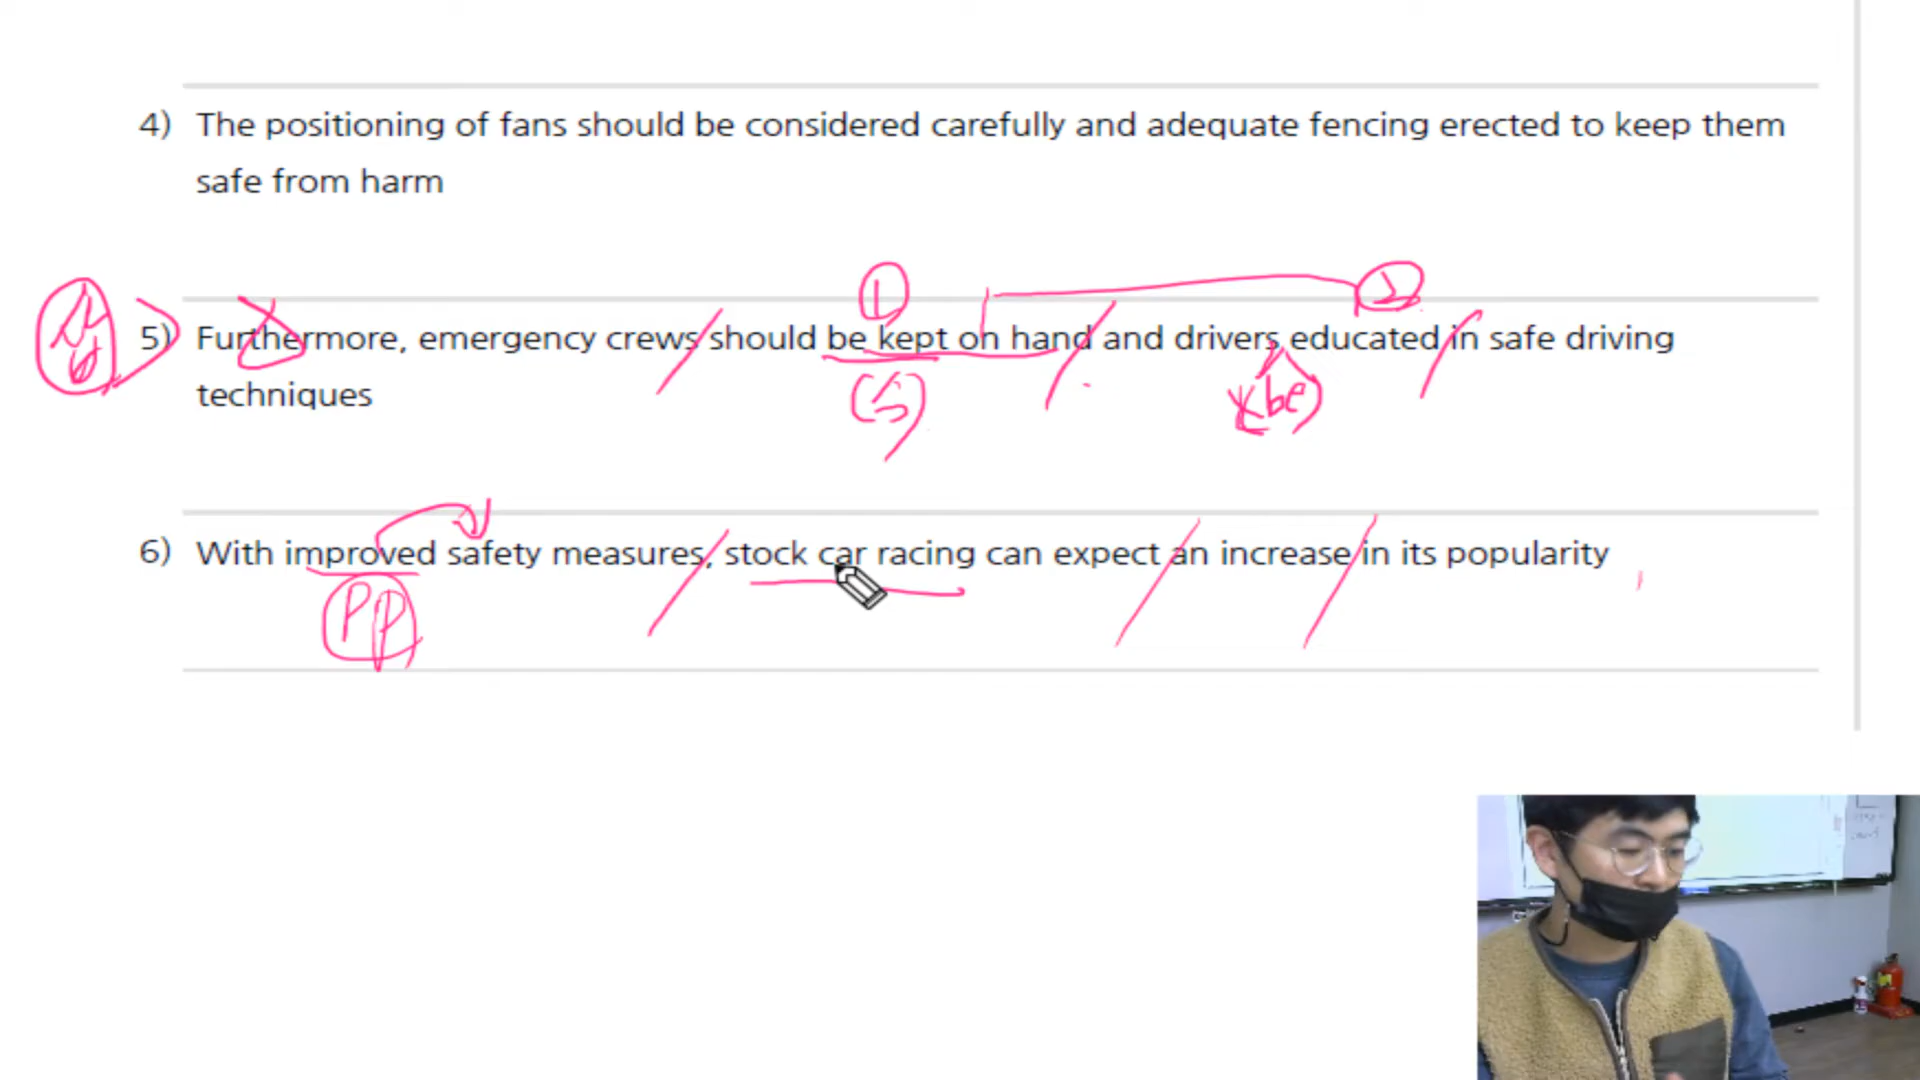 4) The positioning of fans should be considered carefully and adequate fencing erected to keep them
safe from harm
①
5) Furthermore, emergency crews should be kept on hand and drivers educated in safe driving
(be)
techniques
6) With improved safety measures, stock car racing can expect an increase in its popularity
PP